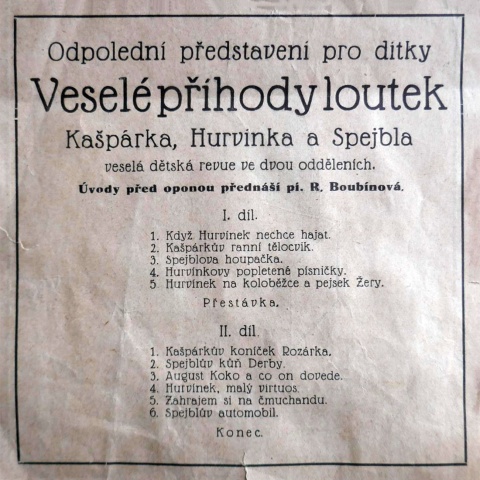 Odpolední představení pro dítky
Veselé příhody loutek
Kašpárka, Hurvínka a Spejbla
veselá dětská revue ve dvou odděleních.
Úvody před oponou přednáší pí. R. Boubínová.
I. díl.
1. Když Hurvínek nechce hajat.
2. Kašpárkův ranní tělocvik.
3. Spejblova houpačka.
4. Hurvínkovy popletené písničky.
5. Hurvínek na koloběžce a pejsek Žery.
Přestávka.
II. díl.
1. Kašpárkův koníček Rozárka.
2. Spejblův kůň Derby.
3. August Koko a co on dovede.
4. Hurvínek, malý virtuos.
5. Zahrajem si na čmuchandu.
6. Spejblův automobil.
Konec.